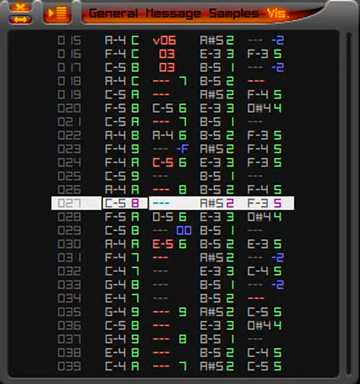 General Message Samples Vis.
015 A-4 C v06 A#5 2 --- -2
016 F-4 C 03 E-3 3 F-3 5
017 C-5 B 03 B-5 1 --- -2
018 A-4 C --- 7 B-5 2 ---
019 F-4 A --- A#5 2 F-4 5
020 F-5 B C-5 6 E-3 3 D#4 4
021 C-5 A --- 7 B-5 1 ---
022 A-4 B A-4 6 B-5 2 F-3 5
023 F-4 9 --- -F A#5 2 F-4 5
024 F-4 A C-5 6 E-3 3 F-3 5
025 C-5 9 --- B-5 1 ---
026 A-4 A --- 8 B-5 2 F-4 5
027 C-5 8 --- A#5 2 F-3 5
028 F-5 A D-5 6 E-3 3 D#4 4
029 C-5 8 --- 00 B-5 1 ---
030 A-4 A E-5 6 B-5 2 E-3 5
031 F-4 7 --- A#5 2 --- -2
032 C-4 7 --- E-3 3 C-4 5
033 G-4 8 --- B-5 1 --- -2
034 E-4 7 --- B-5 2 ---
035 G-4 9 --- 9 A#5 2 C-5 5
036 C-5 8 --- E-3 3 D#4 4
037 G-4 9 --- 8 B-5 1 ---
038 E-4 8 --- B-5 2 C-4 5
039 C-4 A --- 7 A#5 2 C-5 5